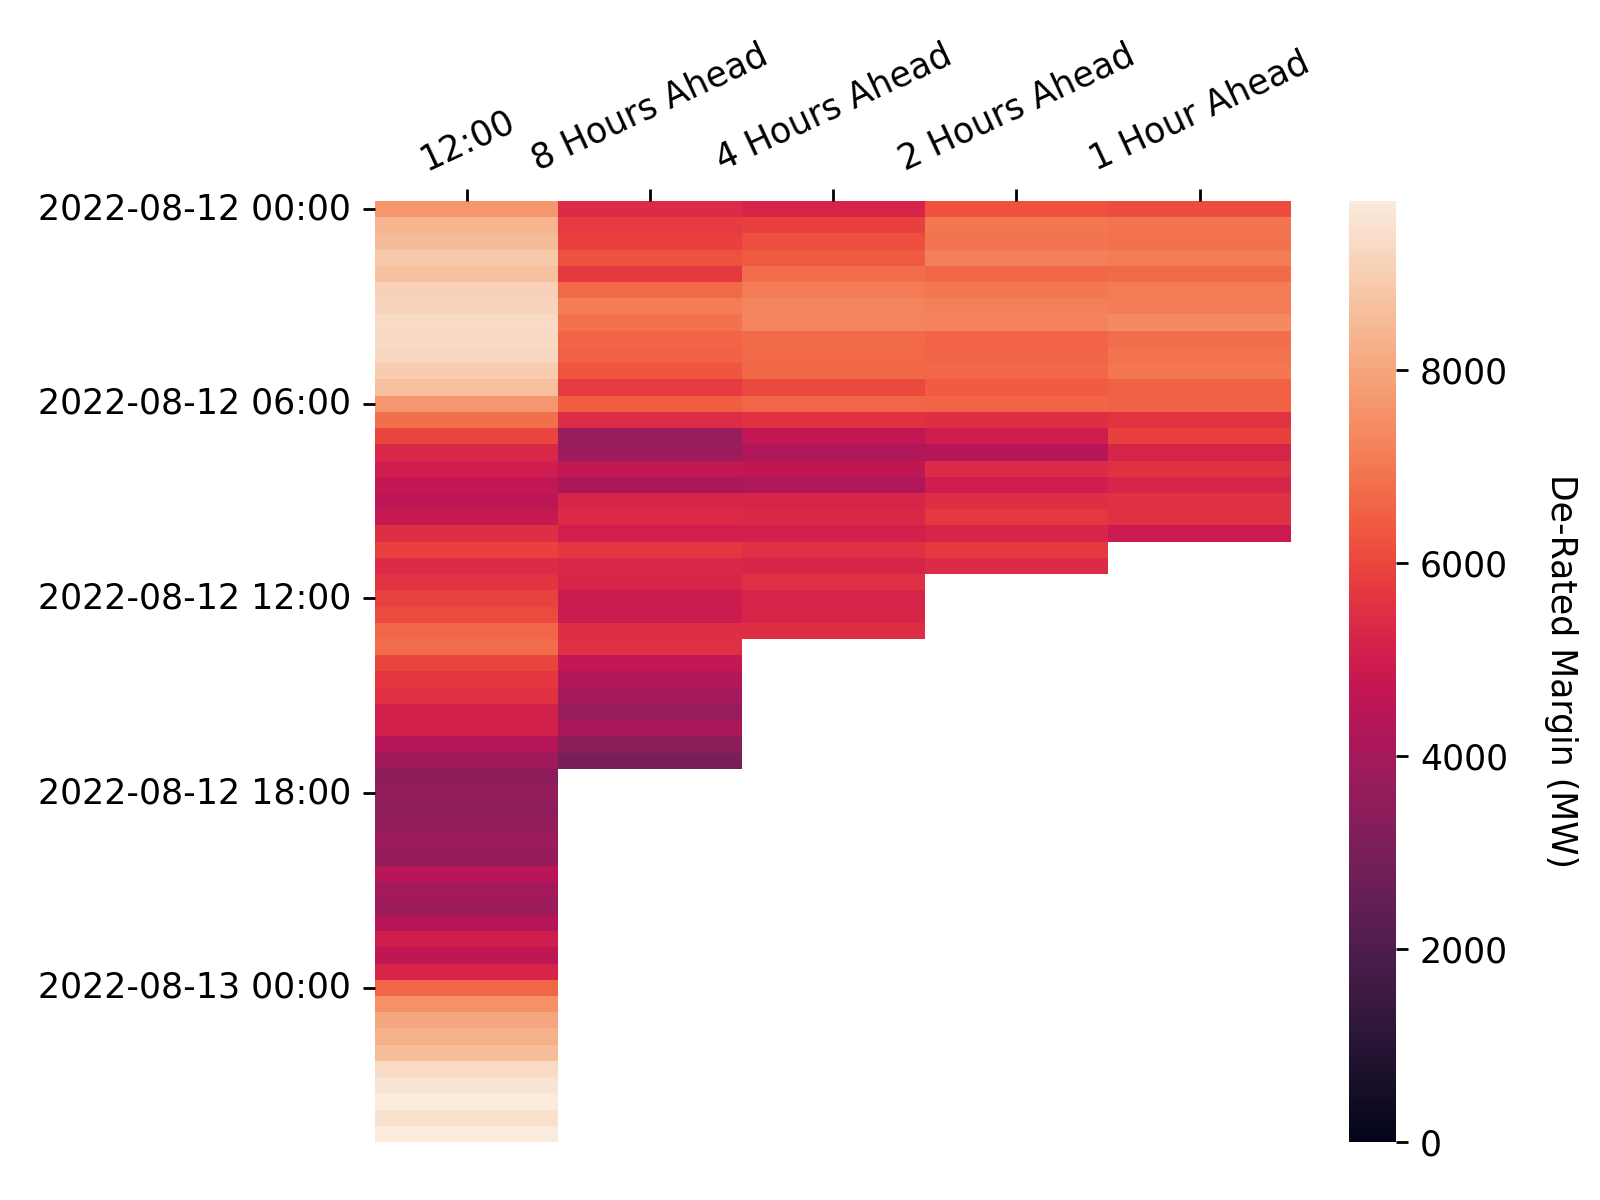 12:00
8 Hours Ahead
4 Hours Ahead
2 Hours Ahead
1 Hour Ahead
2022-08-12 00:00
2022-08-12 06:00
2022-08-12 12:00
2022-08-12 18:00
2022-08-13 00:00
8000
6000
4000
2000
0
De-Rated Margin (MW)